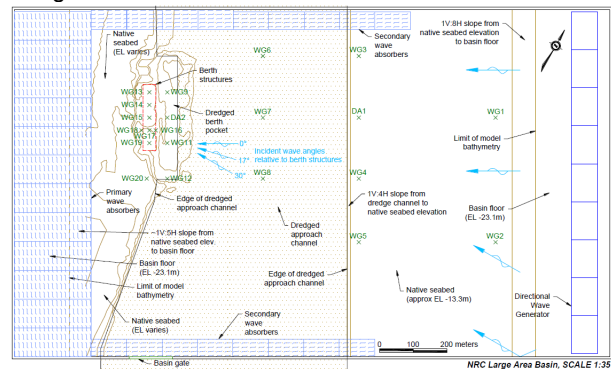 Native
seabed
(EL varies)
Secondary
wave
absorbers
1V:8H slope from
native seabed elevation
to basin floor
WG6
WG3
Berth
structures
WG13
WG9
WG14
Dredged
berth
pocket
WG15
DA2
WG7
DA1
WG1
WG18
WG16
WG17
WG19
WG11
0°
Incident wave angles
relative to berth structures
17°
30°
Limit of model
bathymetry
WG20
WG12
WG8
WG4
Primary
wave
absorbers
Edge of dredged
approach channel
1V:4H slope from
dredge channel to
native seabed elevation
Basin floor
(EL -23.1m)
~1V:5H slope from
native seabed elev.
to basin floor
Dredged
approach
channel
WG5
WG2
Basin floor
(EL -23.1m)
Edge of dredged
approach channel
Limit of model
bathymetry
Native seabed
(approx EL -13.3m)
Directional
Wave
Generator
Native seabed
(EL varies)
Secondary
wave
absorbers
0 100 200 meters
Basin gate
NRC Large Area Basin, SCALE 1:35